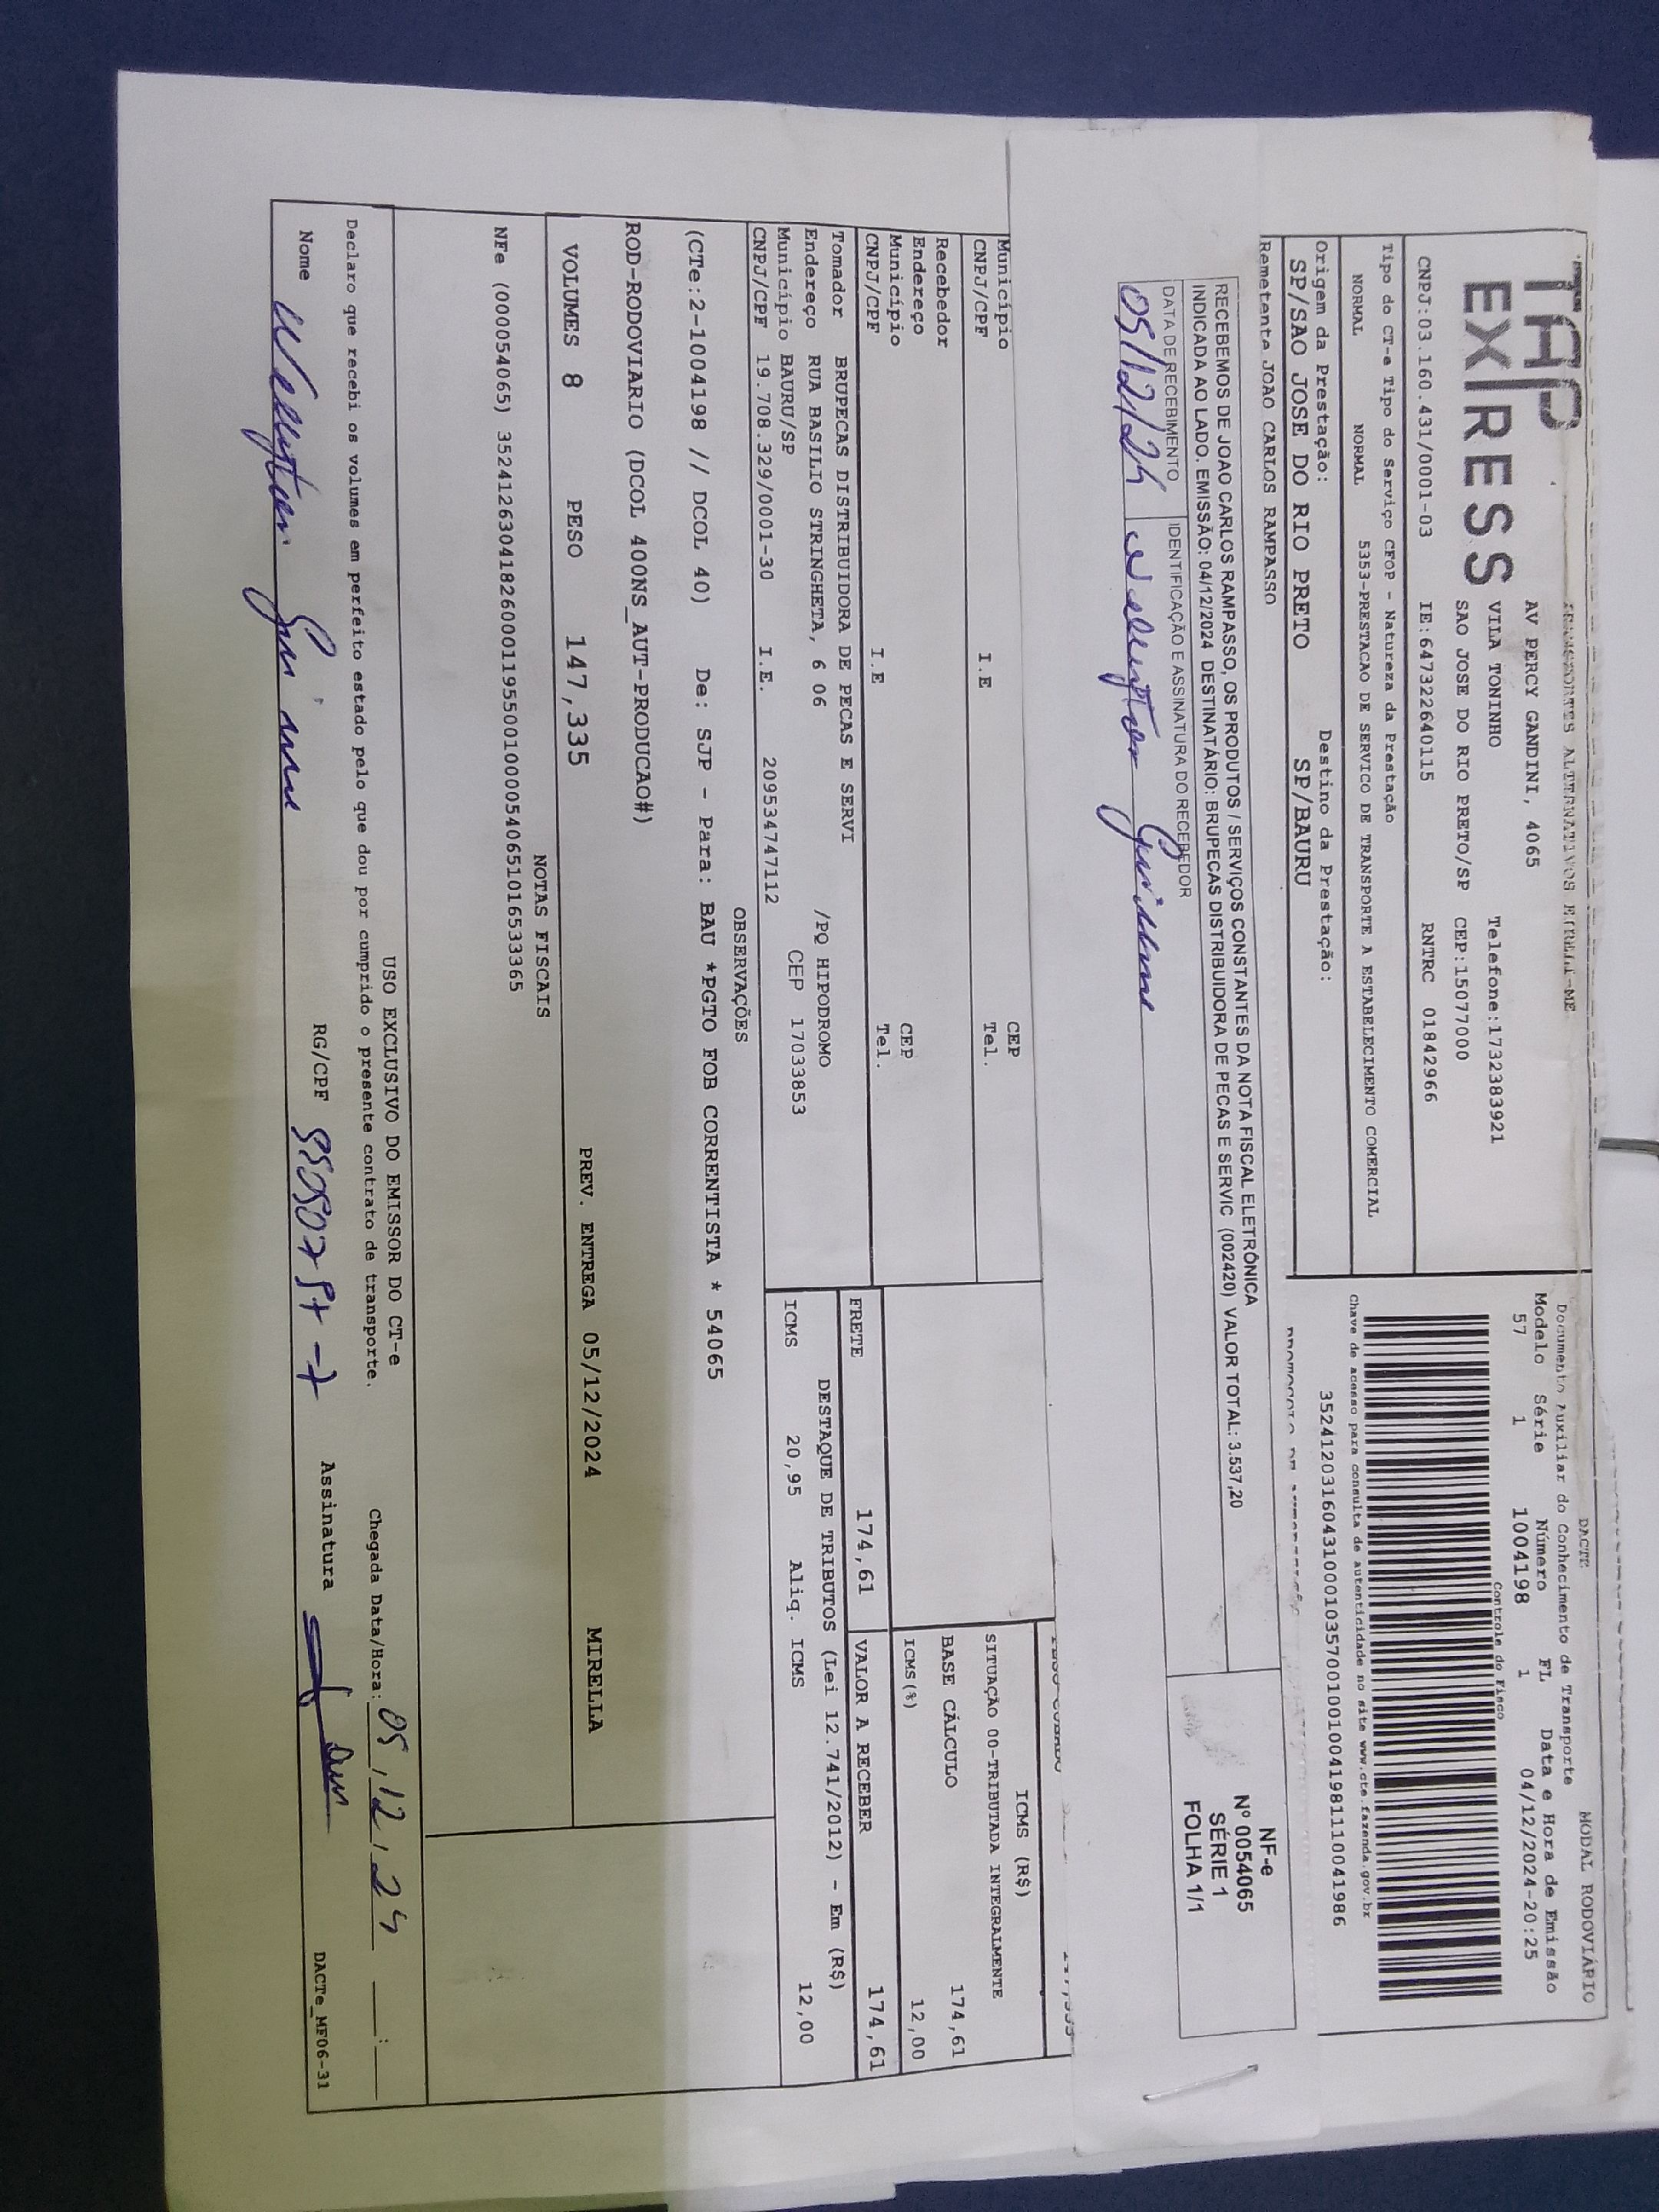 TAP
EX/RESS
TRANSPORTES ALTERNATIVOS EIRELI-ME
AV PERCY GANDINI, 4065
VILA TONINHO Telefone:1732383921
SAO JOSE DO RIO PRETO/SP CEP:15077000
CNPJ:03.160.431/0001-03 IE:647322640115 RNTRC 01842966
DACTE
Documento Auxiliar do Conhecimento de Transporte
MODAL RODOVIÁRIO
Modelo Série Número FL Data e Hora de Emissão
57 1 1004198 1 04/12/2024-20:25
Controle do Fisco
Chave de acesso para consulta de autenticidade no site www.cte.fazenda.gov.br
35241203160431000103570010010041981110041986
Tipo do CT-e Tipo do Serviço CFOP - Natureza da Prestação
NORMAL NORMAL 5353-PRESTACAO DE SERVICO DE TRANSPORTE A ESTABELECIMENTO COMERCIAL
Origem da Prestação: Destino da Prestação:
SP/SAO JOSE DO RIO PRETO SP/BAURU
Remetente JOAO CARLOS RAMPASSO
RECEBEMOS DE JOAO CARLOS RAMPASSO, OS PRODUTOS / SERVIÇOS CONSTANTES DA NOTA FISCAL ELETRÔNICA
INDICADA AO LADO. EMISSÃO: 04/12/2024 DESTINATÁRIO: BRUPECAS DISTRIBUIDORA DE PECAS E SERVIC (002420) VALOR TOTAL: 3.537,20
DATA DE RECEBIMENTO IDENTIFICAÇÃO E ASSINATURA DO RECEBEDOR
05/12/24
NF-e
Nº 0054065
SÉRIE 1
FOLHA 1/1
Município CEP
CNPJ/CPF I.E Tel.
Recebedor
Endereço
Município CEP
CNPJ/CPF I.E Tel.
Tomador BRUPECAS DISTRIBUIDORA DE PECAS E SERVI
Endereço RUA BASILIO STRINGHETA, 6 06 /PQ HIPODROMO
Município BAURU/SP CEP 17033853
CNPJ/CPF 19.708.329/0001-30 I.E. 209534747112
ICMS (R$)
SITUAÇÃO 00-TRIBUTADA INTEGRALMENTE
BASE CÁLCULO 174,61
ICMS(%) 12,00
FRETE 174,61 VALOR A RECEBER 174,61
DESTAQUE DE TRIBUTOS (Lei 12.741/2012) - Em (R$)
ICMS 20,95 Aliq. ICMS 12,00
OBSERVAÇÕES
(CTe:2-1004198 // DCOL 40) De: SJP - Para: BAU *PGTO FOB CORRENTISTA * 54065
ROD-RODOVIARIO (DCOL 400NS_AUT-PRODUCAO#)
VOLUMES 8 PESO 147,335 PREV. ENTREGA 05/12/2024 MIRELLA
NOTAS FISCAIS
NFe (000054065) 35241263041826000119550010000540651016533365
USO EXCLUSIVO DO EMISSOR DO CT-e
Declaro que recebi os volumes em perfeito estado pelo que dou por cumprido o presente contrato de transporte.
Chegada Data/Hora: 05/12/24 __:__
Nome RG/CPF Assinatura
DACTe_MF06-31